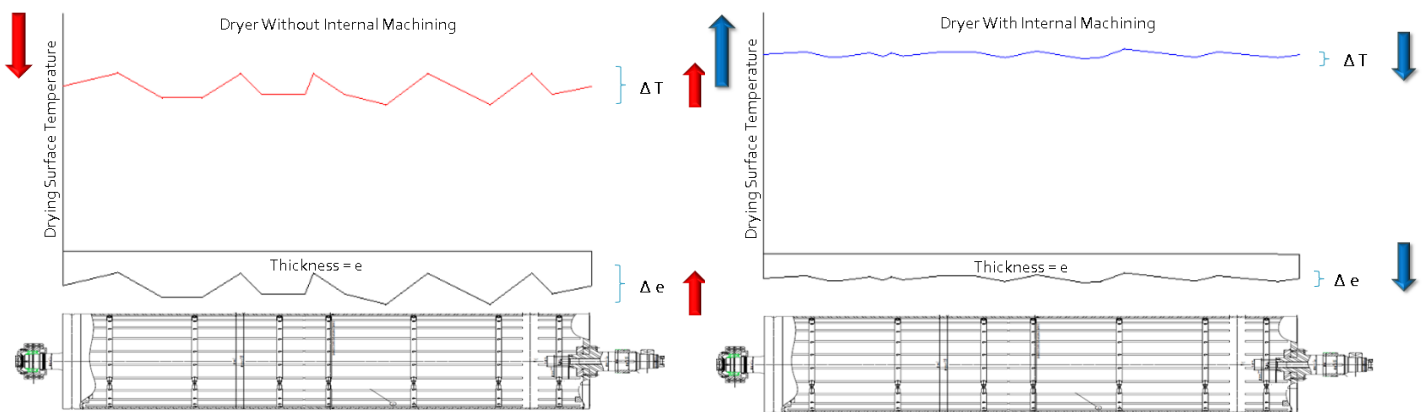 Dryer Without Internal Machining
Drying Surface Temperature
Δ T
Thickness = e
Δ e
Dryer With Internal Machining
Drying Surface Temperature
Δ T
Thickness = e
Δ e